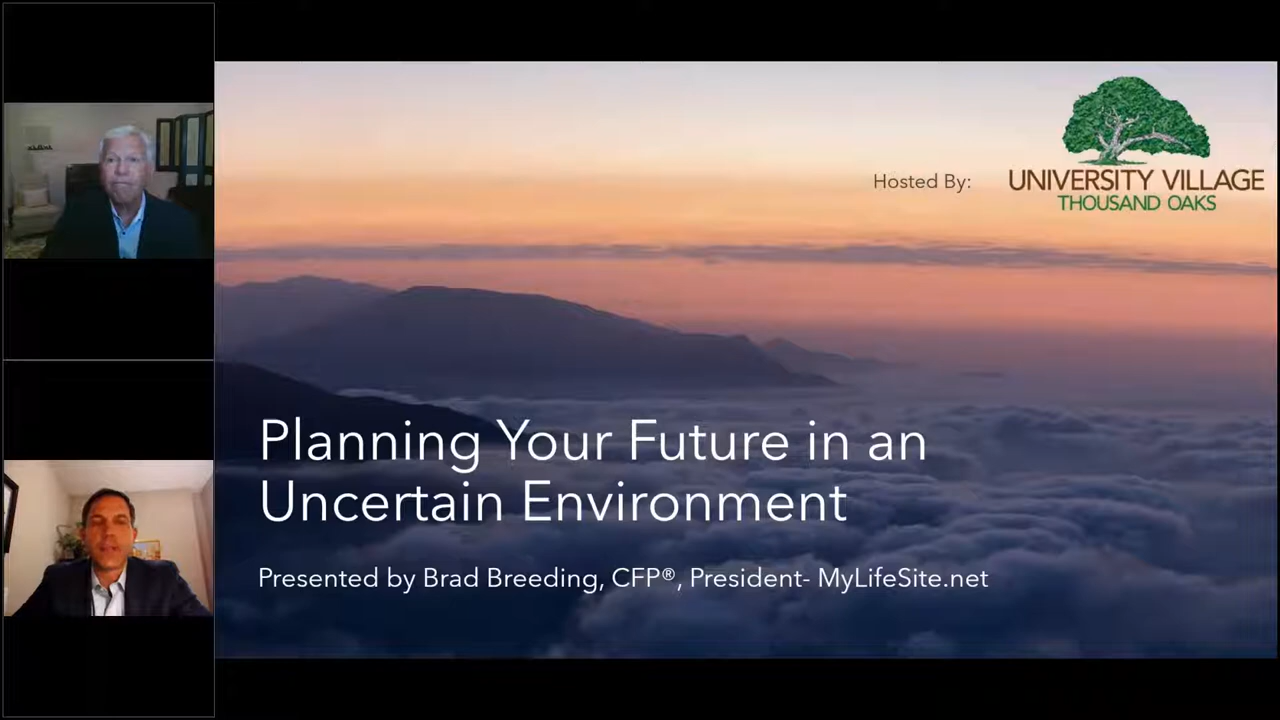 Hosted By:
UNIVERSITY VILLAGE
THOUSAND OAKS
Planning Your Future in an
Uncertain Environment
Presented by Brad Breeding, CFP®, President- MyLifeSite.net